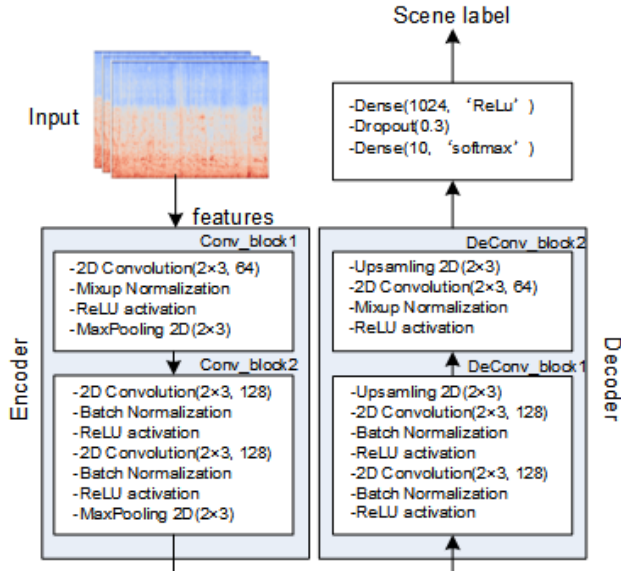 Scene label
Input
-Dense(1024, ‘ReLu’)
-Dropout(0.3)
-Dense(10, ‘softmax’)
features
Encoder
Conv_block1
-2D Convolution(2×3, 64)
-Mixup Normalization
-ReLU activation
-MaxPooling 2D(2×3)
Conv_block2
-2D Convolution(2×3, 128)
-Batch Normalization
-ReLU activation
-2D Convolution(2×3, 128)
-Batch Normalization
-ReLU activation
-MaxPooling 2D(2×3)
DeConv_block2
-Upsamling 2D(2×3)
-2D Convolution(2×3, 64)
-Mixup Normalization
-ReLU activation
DeConv_block1
-Upsamling 2D(2×3)
-2D Convolution(2×3, 128)
-Batch Normalization
-ReLU activation
-2D Convolution(2×3, 128)
-Batch Normalization
-ReLU activation
Decoder